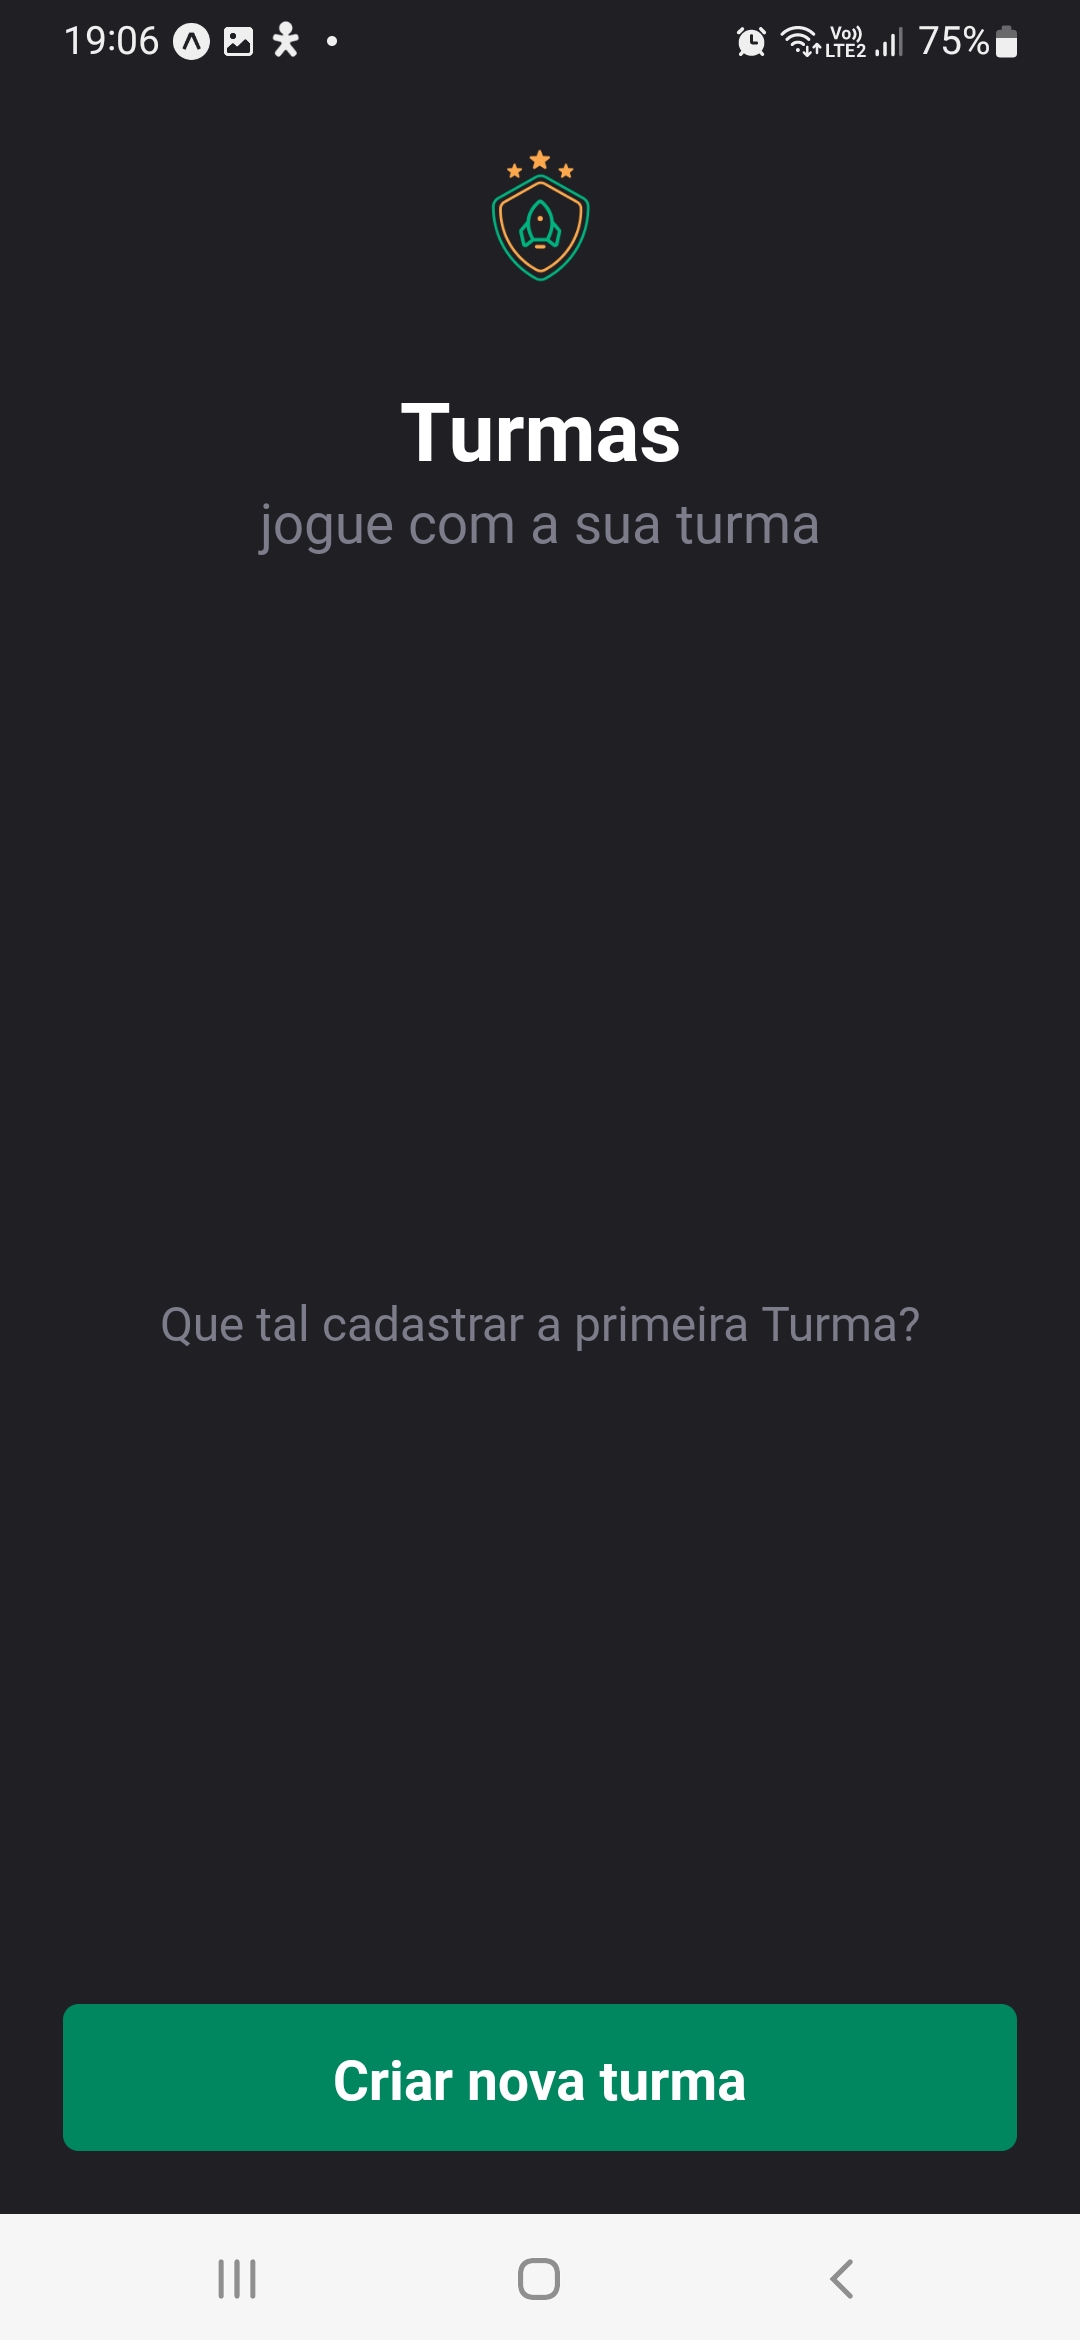 19:06
Vo))
LTE2
75%
Turmas
jogue com a sua turma
Que tal cadastrar a primeira Turma?
Criar nova turma